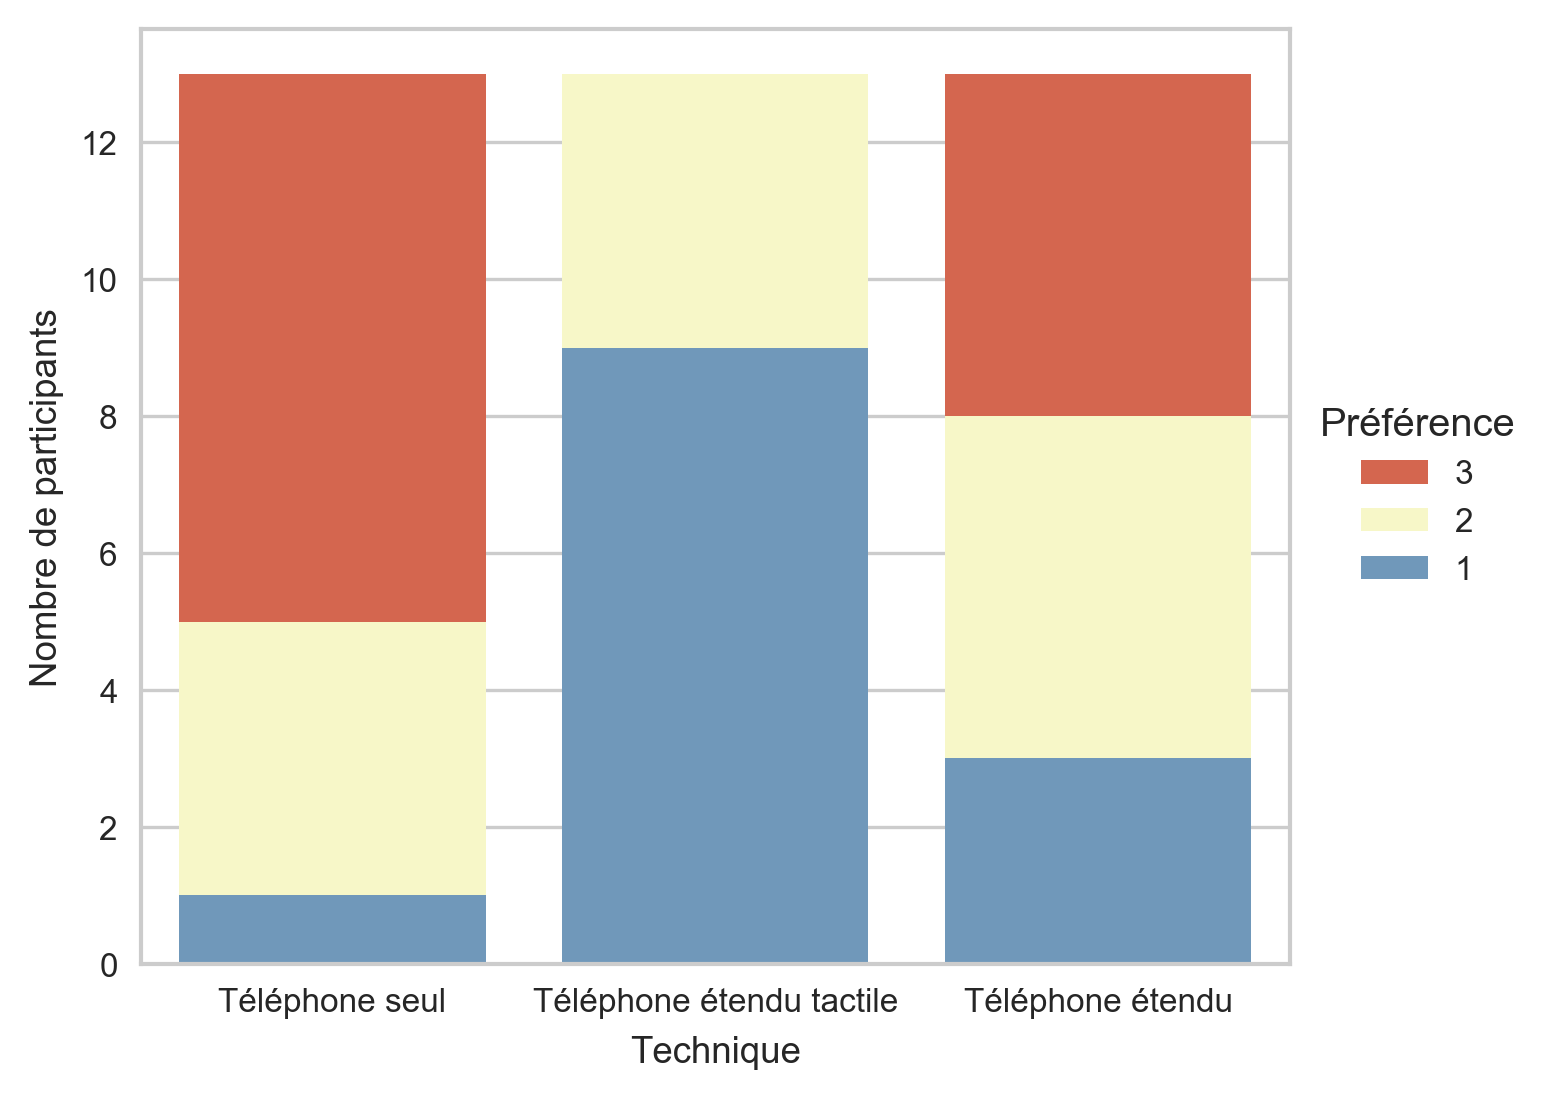 Nombre de participants
12
10
8
6
4
2
0
Téléphone seul
Téléphone étendu tactile
Téléphone étendu
Technique
Préférence
3
2
1